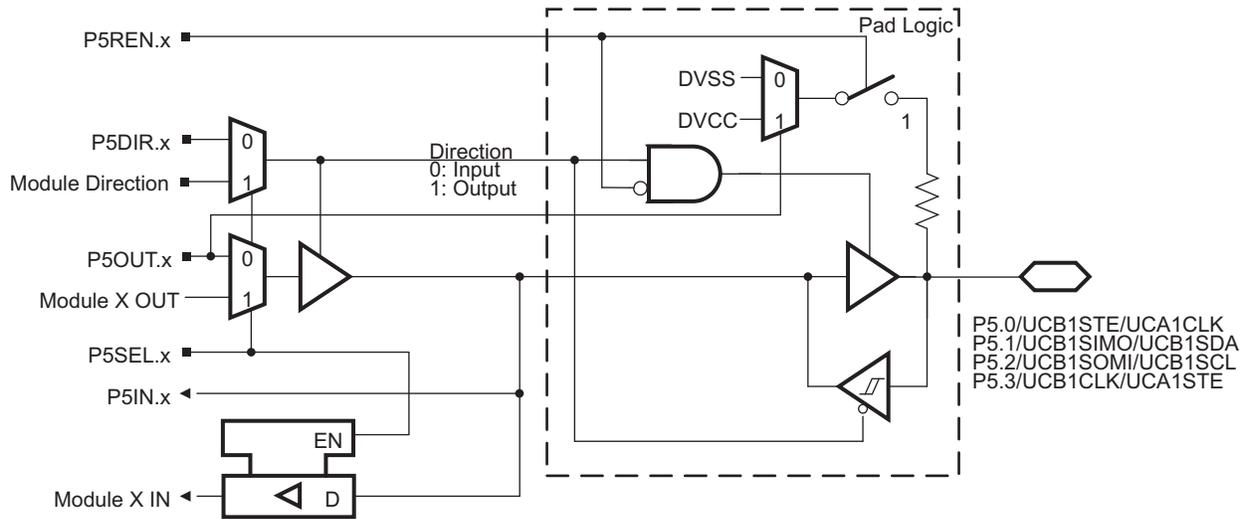 Pad Logic
P5REN.x
DVSS
0
DVCC
1
1
P5DIR.x
0
Module Direction
1
Direction
0: Input
1: Output
P5OUT.x
0
Module X OUT
1
P5SEL.x
P5IN.x
EN
Module X IN
D
P5.0/UCB1STE/UCA1CLK
P5.1/UCB1SIMO/UCB1SDA
P5.2/UCB1SOMI/UCB1SCL
P5.3/UCB1CLK/UCA1STE